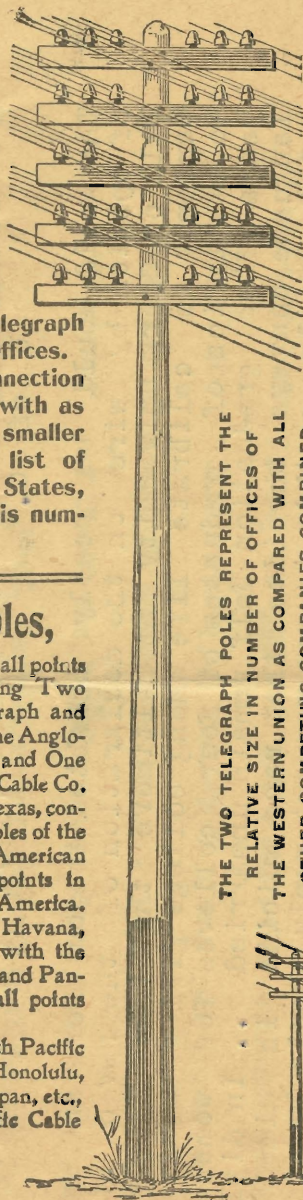 legraph
ffices.
nnection
with as
smaller
list of
States,
is num-
les,
all points
ng Two
raph and
he Anglo-
and One
Cable Co.
exas, con-
oles of the
American
points in
America.
Havana,
with the
and Pan-
all points
th Pacific
Honolulu,
pan, etc.,
fic Cable
THE TWO TELEGRAPH POLES REPRESENT THE
RELATIVE SIZE IN NUMBER OF OFFICES OF
THE WESTERN UNION AS COMPARED WITH ALL